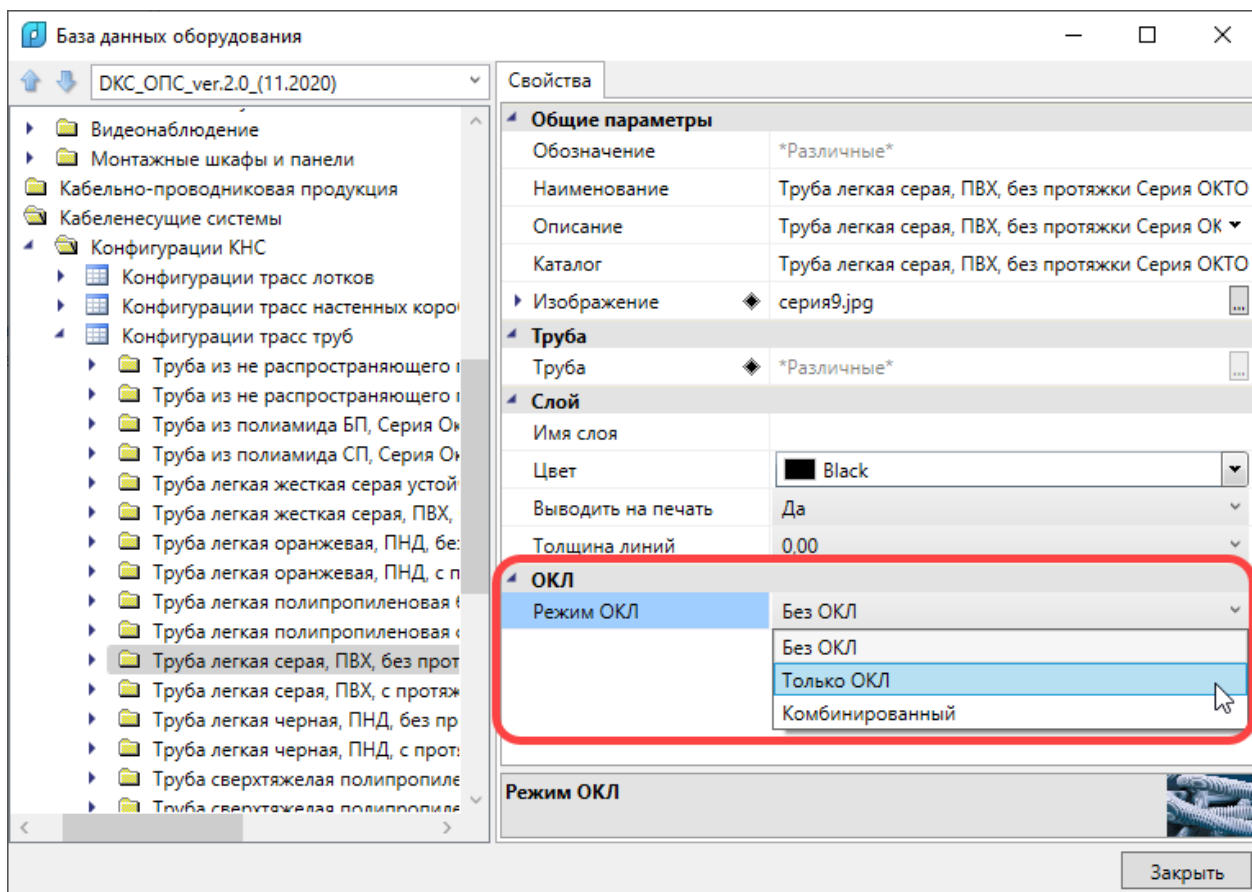 База данных оборудования
DKC_ОПС_ver.2.0_(11.2020)
Видеонаблюдение
Монтажные шкафы и панели
Кабельно-проводниковая продукция
Кабеленесущие системы
Конфигурации КНС
Конфигурации трасс лотков
Конфигурации трасс настенных коро
Конфигурации трасс труб
Труба из не распространяющего
Труба из не распространяющего
Труба из полиамида БП, Серия Ок
Труба из полиамида СП, Серия Ок
Труба легкая жесткая серая устой
Труба легкая жесткая серая, ПВХ,
Труба легкая оранжевая, ПНД, бе
Труба легкая оранжевая, ПНД, с п
Труба легкая полипропиленовая
Труба легкая полипропиленовая
Труба легкая серая, ПВХ, без прот
Труба легкая серая, ПВХ, с протяж
Труба легкая черная, ПНД, без пр
Труба легкая черная, ПНД, с прот
Труба сверхтяжелая полипропиле
Труба сверхтяжелая полипропиле
Свойства
Общие параметры
Обозначение *Различные*
Наименование Труба легкая серая, ПВХ, без протяжки Серия ОКТО
Описание Труба легкая серая, ПВХ, без протяжки Серия ОК
Каталог Труба легкая серая, ПВХ, без протяжки Серия ОКТО
Изображение серия9.jpg ...
Труба
Труба *Различные* ...
Слой
Имя слоя
Цвет Black
Выводить на печать Да
Толщина линий 0,00
ОКЛ
Режим ОКЛ Без ОКЛ
Без ОКЛ
Только ОКЛ
Комбинированный
Режим ОКЛ
Закрыть